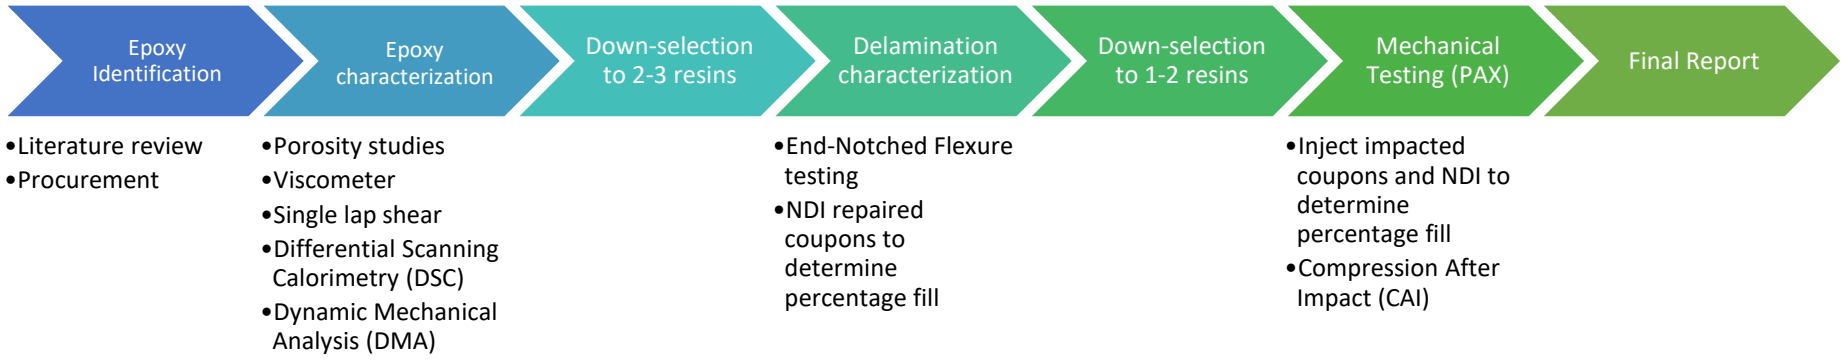 Epoxy
Identification
Epoxy
characterization
Down-selection
to 2-3 resins
Delamination
characterization
Down-selection
to 1-2 resins
Mechanical
Testing (PAX)
Final Report
•Literature review
•Procurement
•Porosity studies
•Viscometer
•Single lap shear
•Differential Scanning
Calorimetry (DSC)
•Dynamic Mechanical
Analysis (DMA)
•End-Notched Flexure
testing
•NDI repaired
coupons to
determine
percentage fill
•Inject impacted
coupons and NDI to
determine
percentage fill
•Compression After
Impact (CAI)